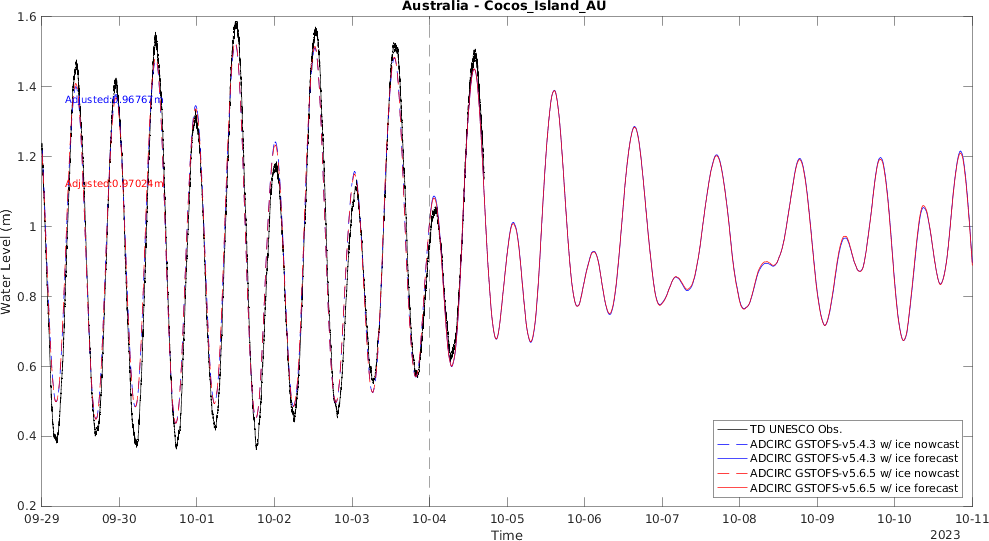 Australia - Cocos_Island_AU
1.6
1.4
1.2
1
0.8
0.6
0.4
0.2
Water Level (m)
Adjusted:0.96767m
Adjusted:0.97024m
TD UNESCO Obs.
ADCIRC GSTOFS-v5.4.3 w/ ice nowcast
ADCIRC GSTOFS-v5.4.3 w/ ice forecast
ADCIRC GSTOFS-v5.6.5 w/ ice nowcast
ADCIRC GSTOFS-v5.6.5 w/ ice forecast
09-29 09-30 10-01 10-02 10-03 10-04 10-05 10-06 10-07 10-08 10-09 10-10 10-11
Time 2023